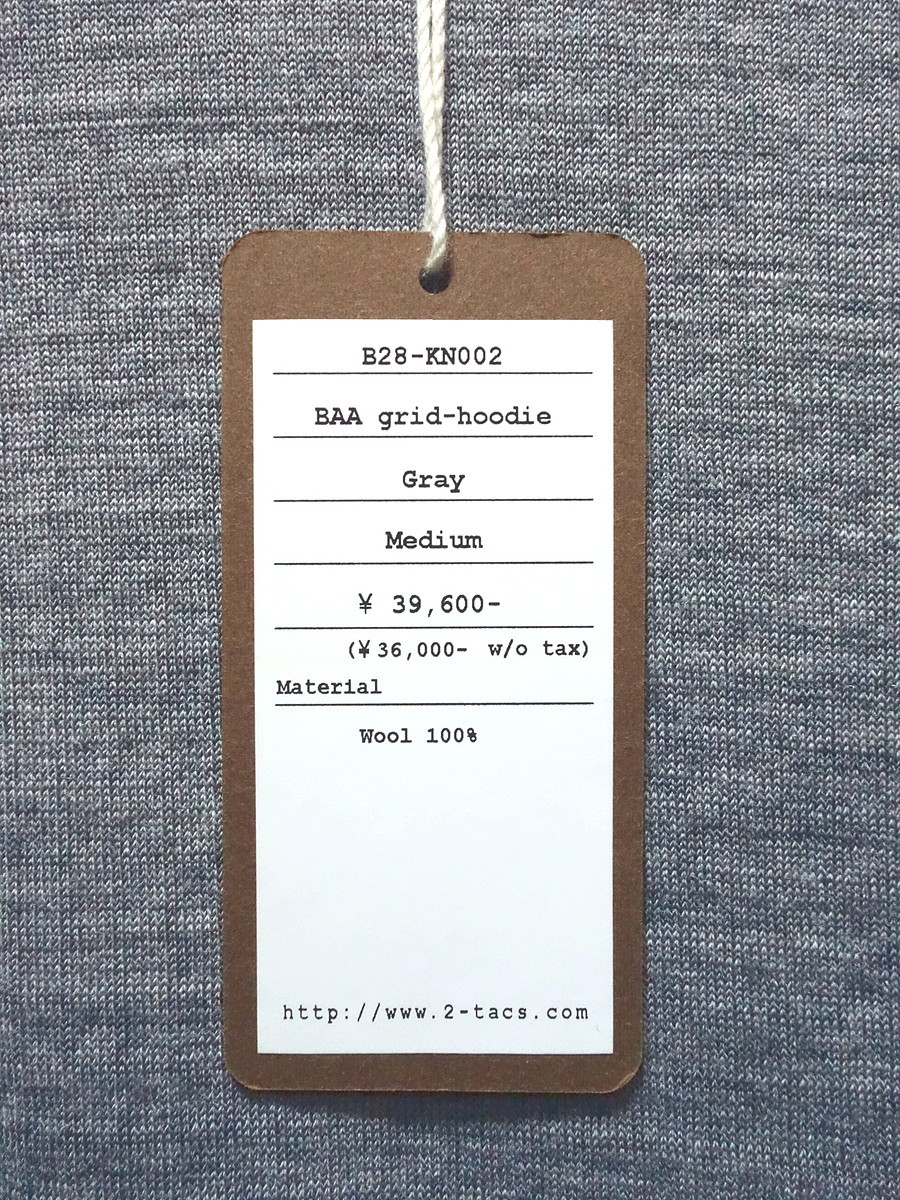 B28-KN002
BAA grid-hoodie
Gray
Medium
¥ 39,600-
(¥36,000- w/o tax)
Material
Wool 100%
http://www.2-tacs.com